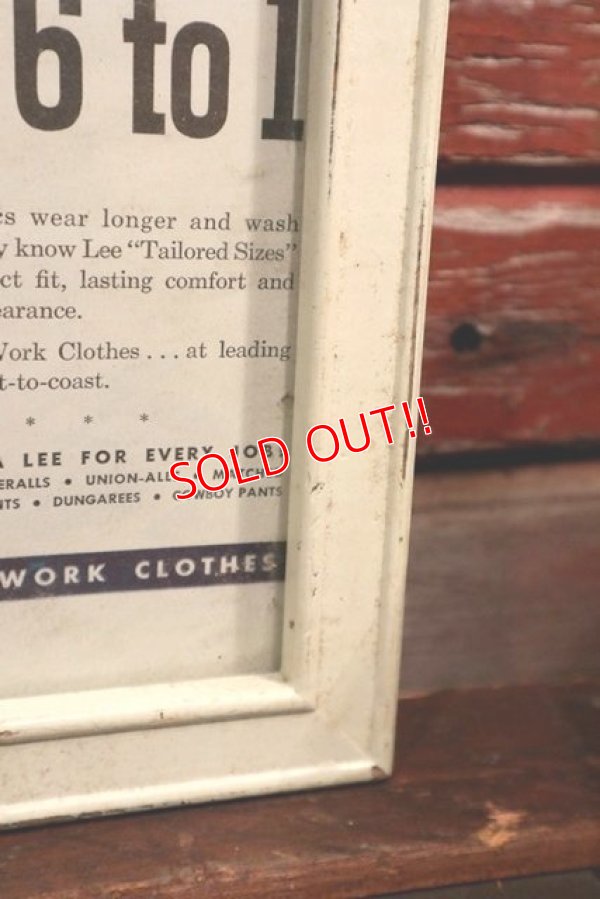 6 to 1
cs wear longer and wash
y know Lee “Tailored Sizes”
ct fit, lasting comfort and
earance.
Work Clothes . . . at leading
t-to-coast.
* * *
A LEE FOR EVERY JOB:
ERALLS • UNION-ALLS • MATCH
NTS • DUNGAREES • COWBOY PANTS
WORK CLOTHES
SOLD OUT!!